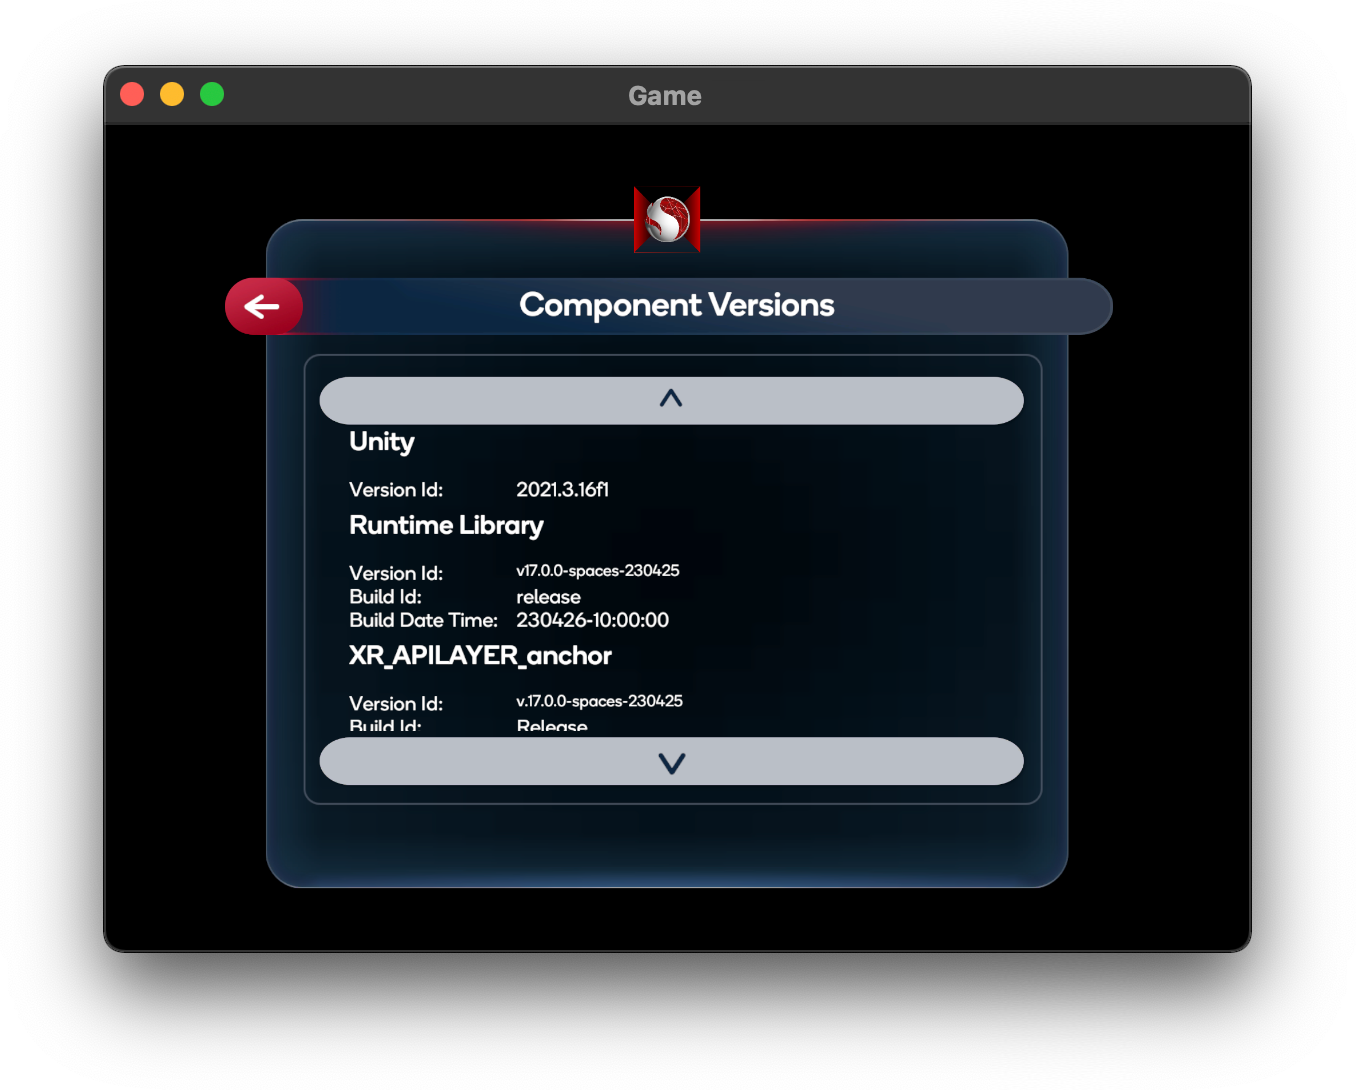 Game
Component Versions
Unity
Version Id: 2021.3.16f1
Runtime Library
Version Id: v17.0.0-spaces-230425
Build Id: release
Build Date Time: 230426-10:00:00
XR_APILAYER_anchor
Version Id: v.17.0.0-spaces-230425
Build Id: Release